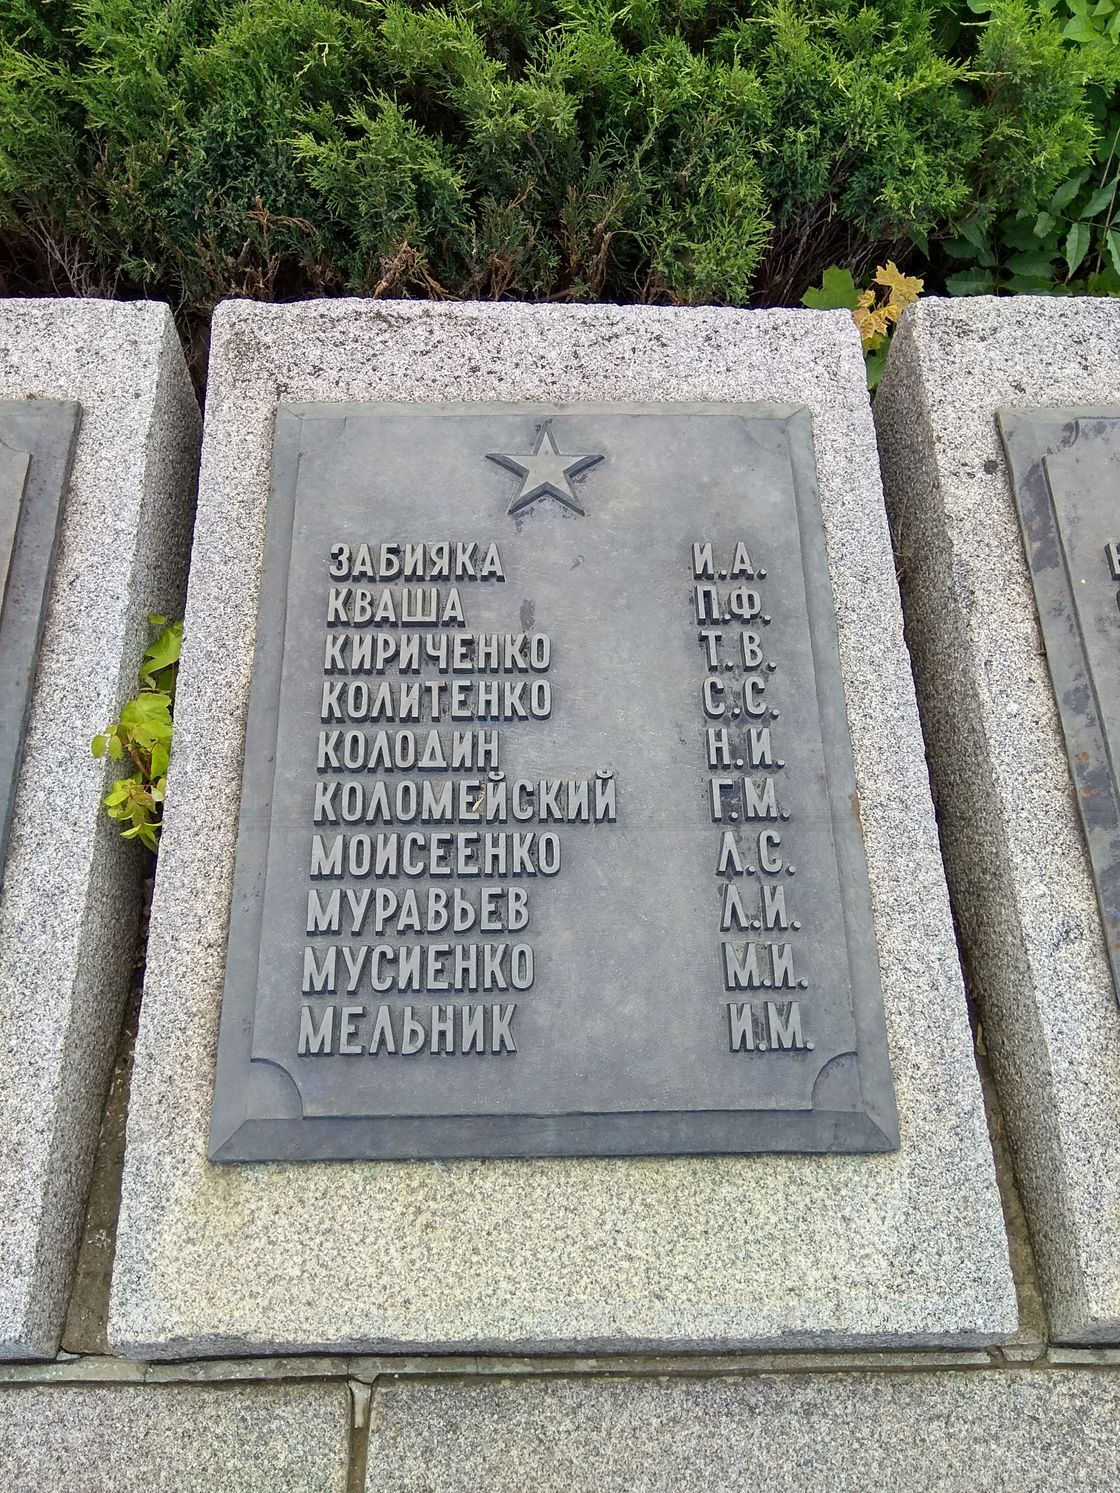 ЗАБИЯКА И.А.
КВАША П.Ф.
КИРИЧЕНКО Т.В.
КОЛИТЕНКО С.С.
КОЛОДИН Н.И.
КОЛОМЕЙСКИЙ Г.М.
МОИСЕЕНКО Л.С.
МУРАВЬЕВ Л.И.
МУСИЕНКО М.И.
МЕЛЬНИК И.М.